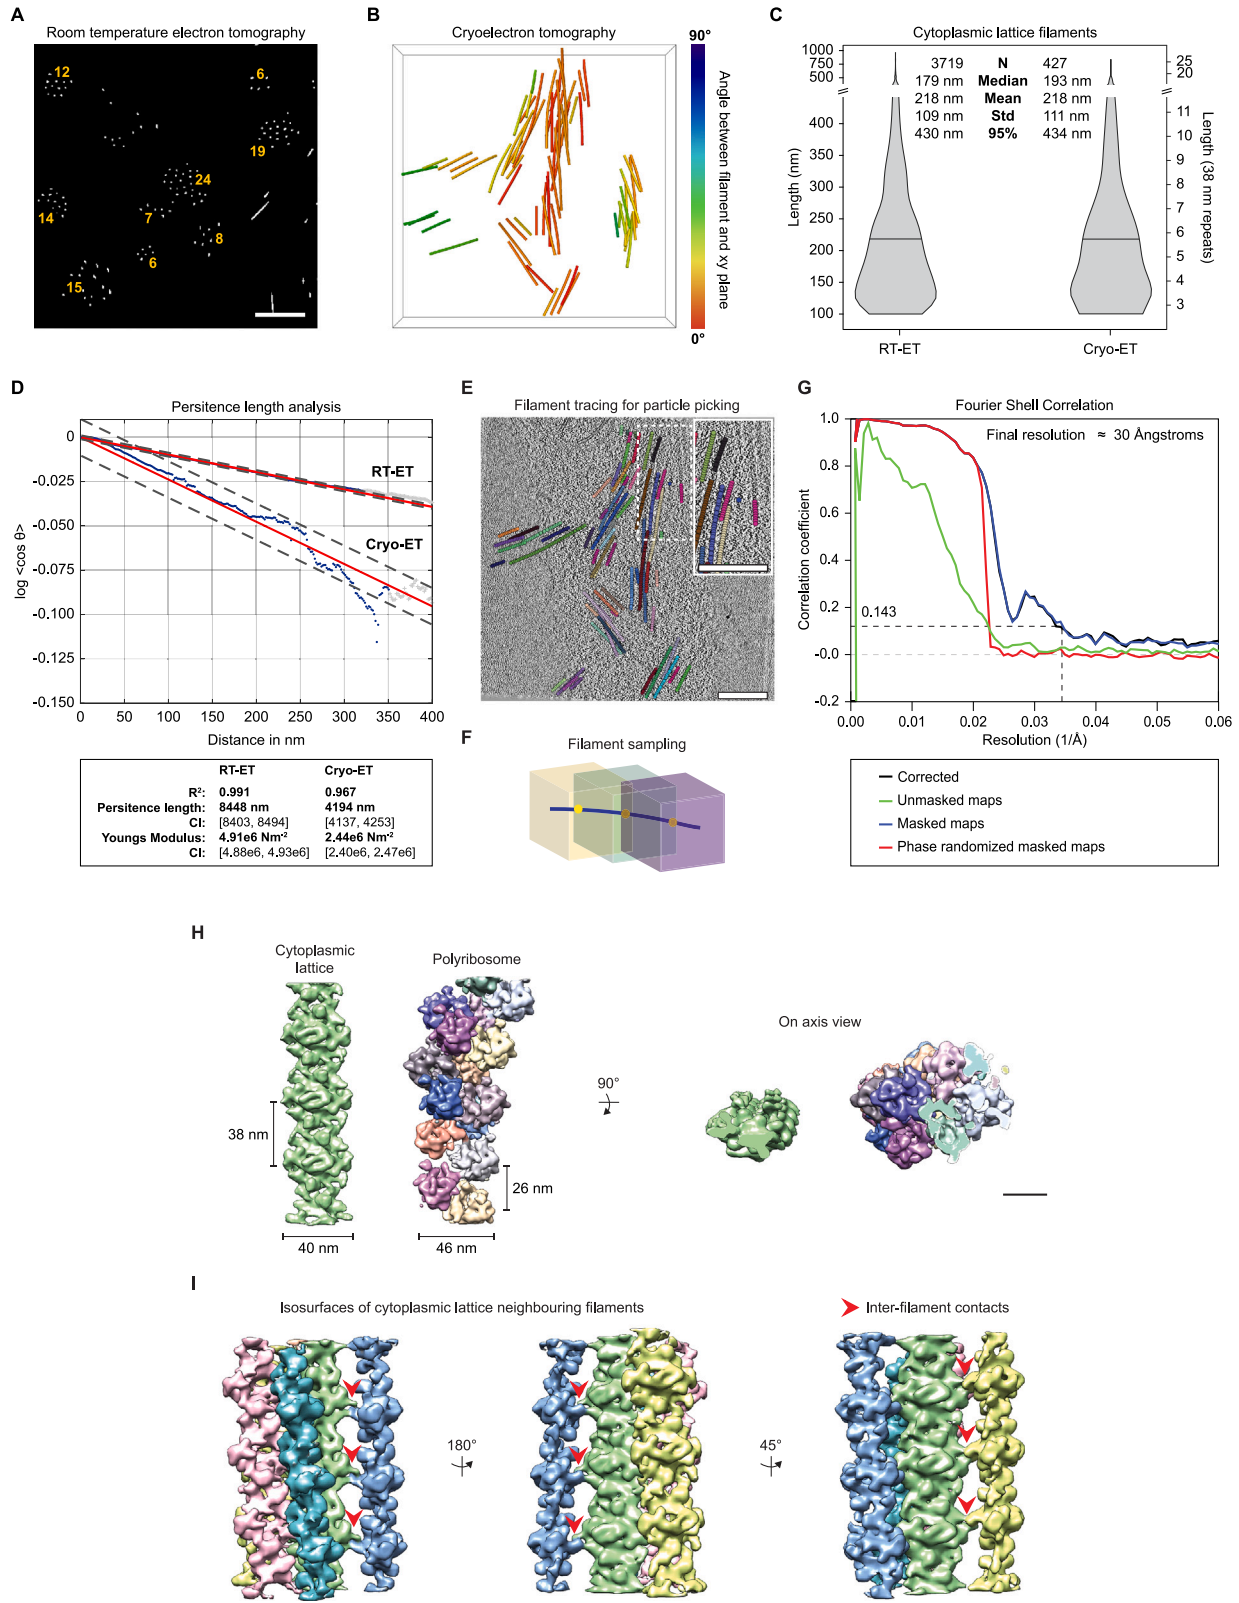 A
Room temperature electron tomography
12
6
19
24
14
7
8
6
15
B
Cryoelectron tomography
90°
Angle between filament and xy plane
0°
C
Cytoplasmic lattice filaments
3719 N 427
179 nm Median 193 nm
218 nm Mean 218 nm
109 nm Std 111 nm
430 nm 95% 434 nm
1000
750
500
400
350
300
250
200
150
100
Length (nm)
25
20
11
10
9
8
7
6
5
4
3
Length (38 nm repeats)
RT-ET
Cryo-ET
D
Persitence length analysis
0
-0.025
-0.050
-0.075
-0.100
-0.125
-0.150
log <cos θ>
RT-ET
Cryo-ET
0 50 100 150 200 250 300 350 400
Distance in nm
RT-ET Cryo-ET
R²: 0.991 0.967
Persitence length: 8448 nm 4194 nm
CI: [8403, 8494] [4137, 4253]
Youngs Modulus: 4.91e6 Nm⁻² 2.44e6 Nm⁻²
CI: [4.88e6, 4.93e6] [2.40e6, 2.47e6]
E
Filament tracing for particle picking
F
Filament sampling
G
Fourier Shell Correlation
Final resolution ≈ 30 Ångstroms
1.0
0.8
0.6
0.4
0.2
-0.0
-0.2
Correlation coefficient
0.143
0.00 0.01 0.02 0.03 0.04 0.05 0.06
Resolution (1/Å)
Corrected
Unmasked maps
Masked maps
Phase randomized masked maps
H
Cytoplasmic
lattice
Polyribosome
38 nm
40 nm
26 nm
46 nm
90°
On axis view
I
Isosurfaces of cytoplasmic lattice neighbouring filaments
Inter-filament contacts
180°
45°